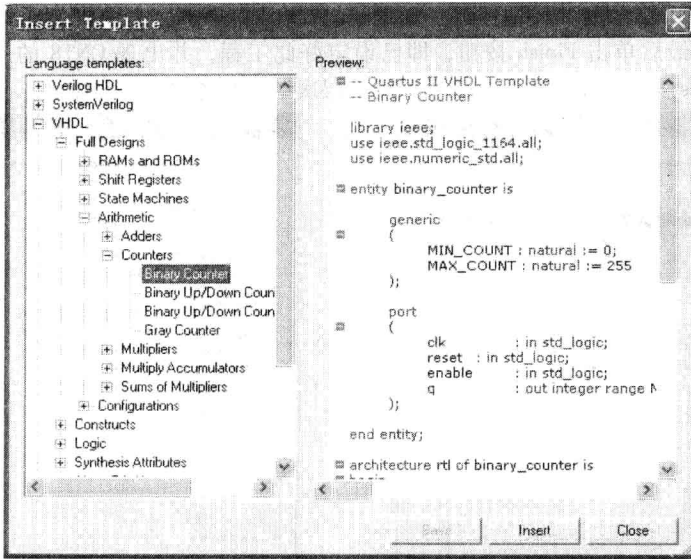 Insert Template
Language templates:
Verilog HDL
SystemVerilog
VHDL
Full Designs
RAMs and ROMs
Shift Registers
State Machines
Arithmetic
Adders
Counters
Binary Counter
Binary Up/Down Coun
Binary Up/Down Coun
Gray Counter
Multipliers
Multiply Accumulators
Sums of Multipliers
Configurations
Constructs
Logic
Synthesis Attributes
Preview:
-- Quartus II VHDL Template
-- Binary Counter
library ieee;
use ieee.std_logic_1164.all;
use ieee.numeric_std.all;
entity binary_counter is
generic
(
MIN_COUNT : natural := 0;
MAX_COUNT : natural := 255
);
port
(
clk : in std_logic;
reset : in std_logic;
enable : in std_logic;
q : out integer range M
);
end entity;
architecture rtl of binary_counter is
Insert
Close